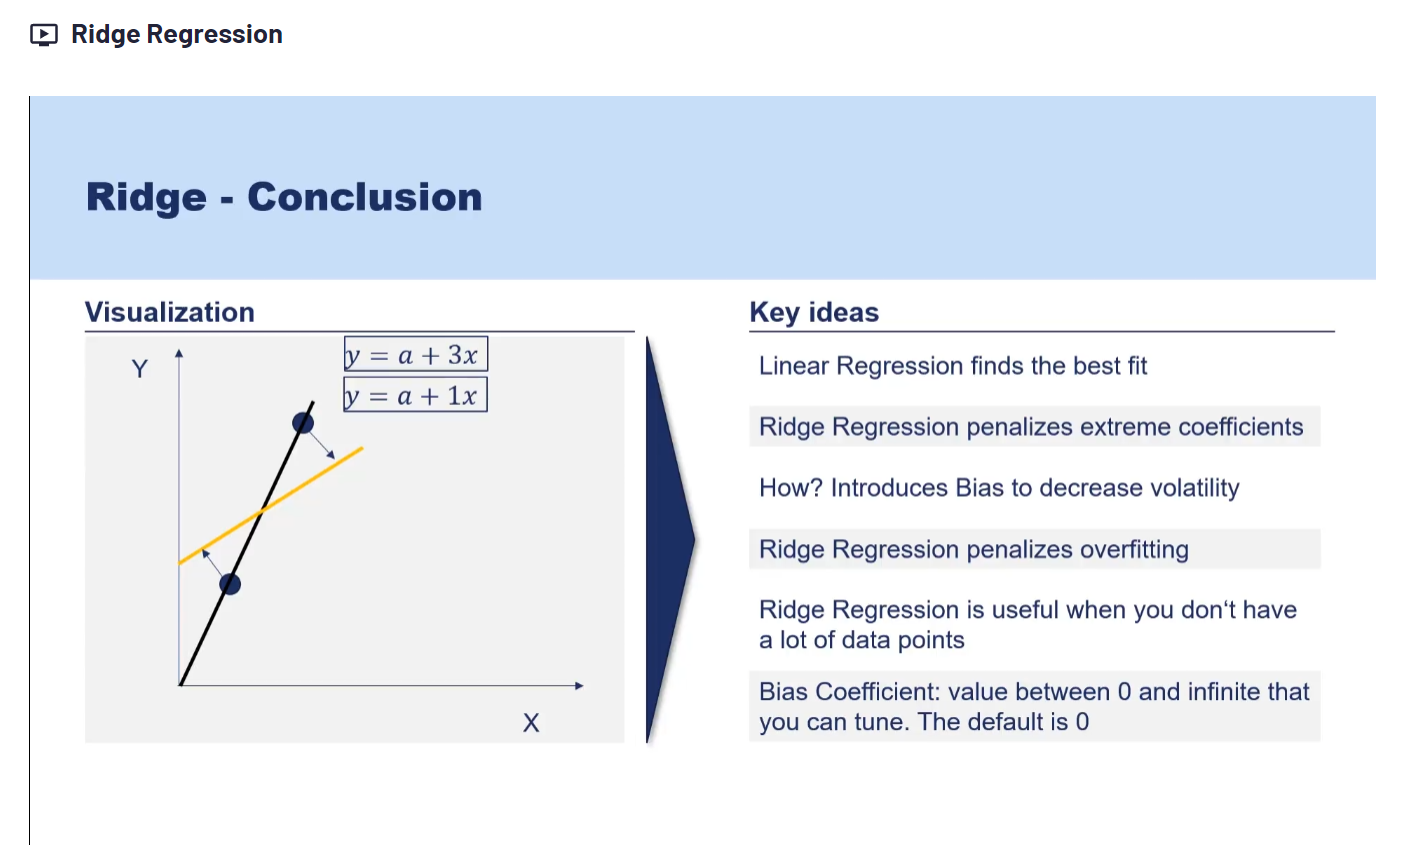 Ridge Regression
Ridge - Conclusion
Visualization
Y
y = a + 3x
y = a + 1x
X
Key ideas
Linear Regression finds the best fit
Ridge Regression penalizes extreme coefficients
How? Introduces Bias to decrease volatility
Ridge Regression penalizes overfitting
Ridge Regression is useful when you don‘t have
a lot of data points
Bias Coefficient: value between 0 and infinite that
you can tune. The default is 0